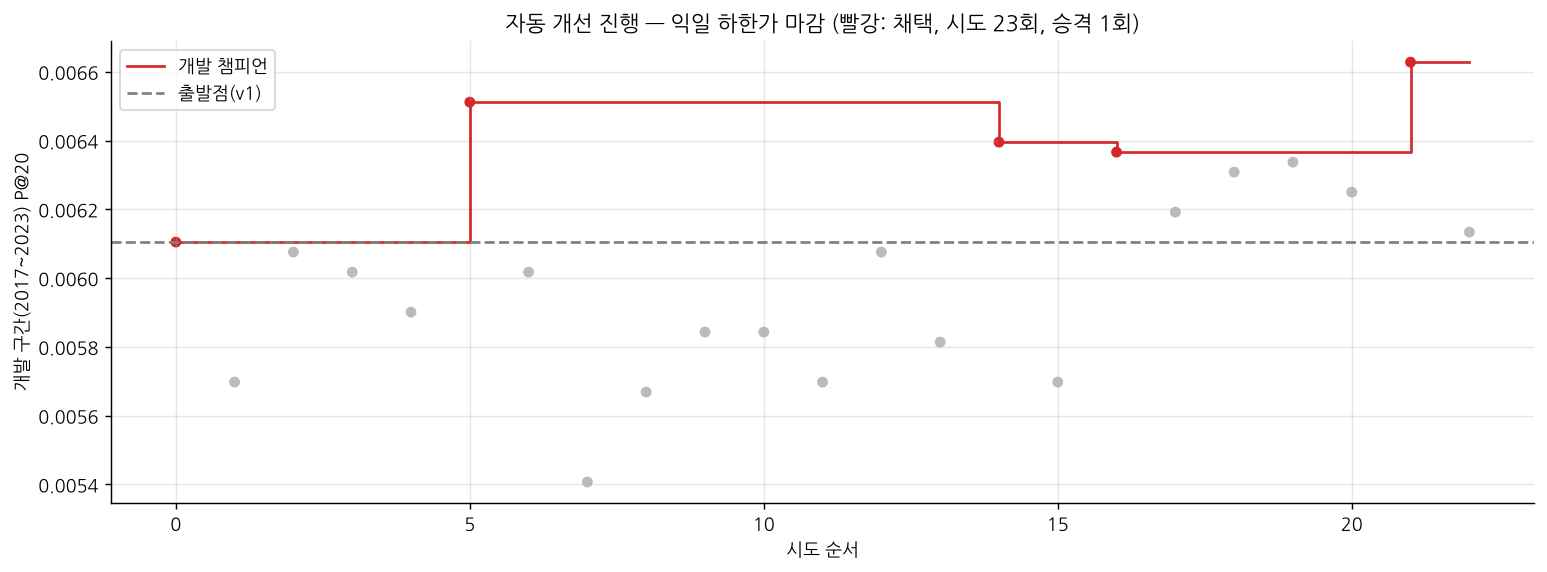 자동 개선 진행 — 익일 하한가 마감 (빨강: 채택, 시도 23회, 승격 1회)
개발 챔피언
출발점(v1)
개발 구간(2017~2023) P@20
0.0066
0.0064
0.0062
0.0060
0.0058
0.0056
0.0054
0 5 10 15 20
시도 순서